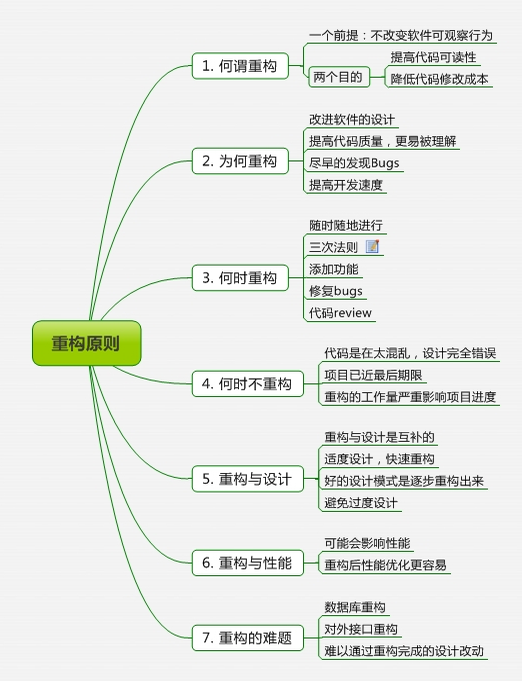 重构原则
1. 何谓重构
一个前提：不改变软件可观察行为
两个目的
提高代码可读性
降低代码修改成本
2. 为何重构
改进软件的设计
提高代码质量，更易被理解
尽早的发现Bugs
提高开发速度
3. 何时重构
随时随地进行
三次法则
添加功能
修复bugs
代码review
4. 何时不重构
代码是在太混乱，设计完全错误
项目已近最后期限
重构的工作量严重影响项目进度
5. 重构与设计
重构与设计是互补的
适度设计，快速重构
好的设计模式是逐步重构出来
避免过度设计
6. 重构与性能
可能会影响性能
重构后性能优化更容易
7. 重构的难题
数据库重构
对外接口重构
难以通过重构完成的设计改动